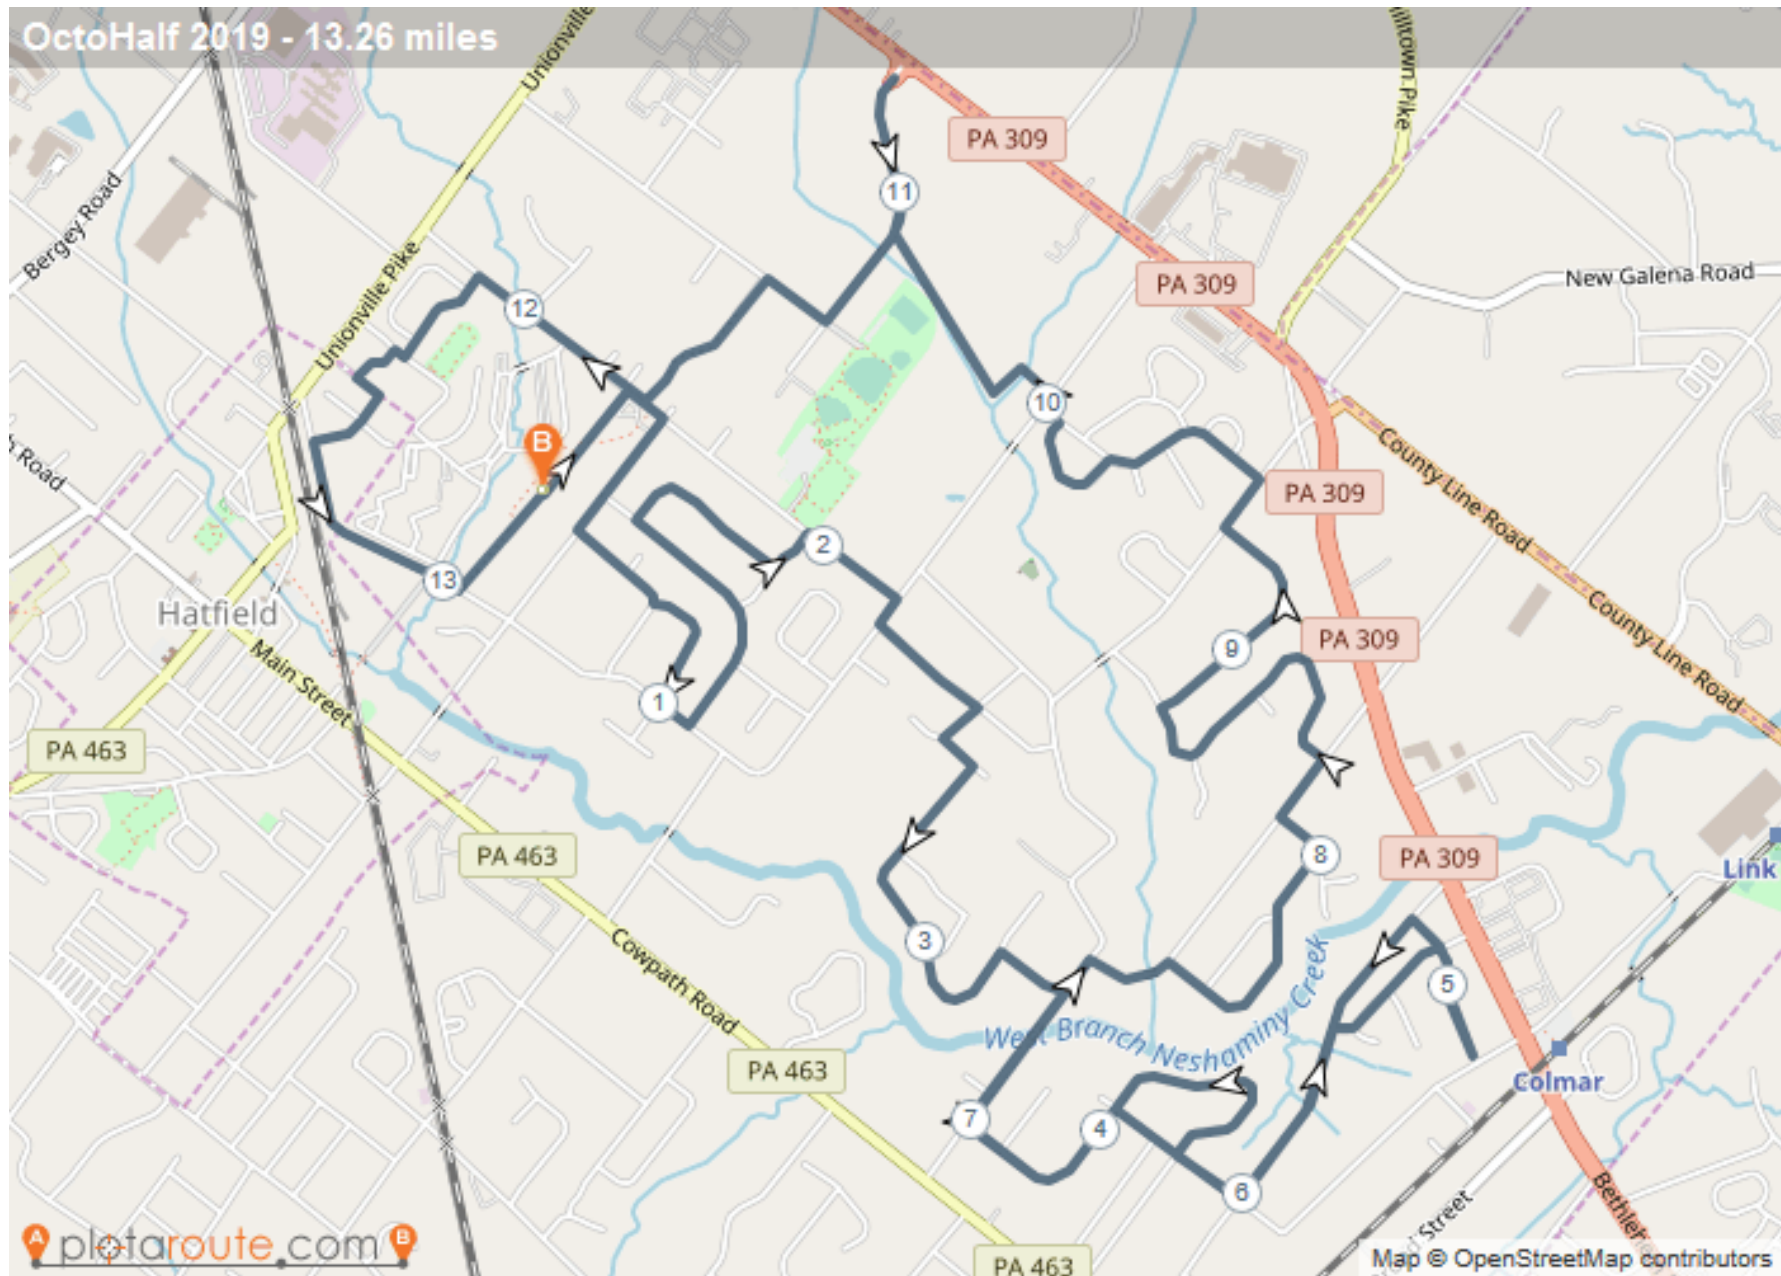 OctoHalf 2019 - 13.26 miles
Unionville
Hilltown Pike
PA 309
Bergey Road
11
Unionville Pike
New Galena Road
PA 309
12
10
B
County Line Road
PA 309
Road
2
13
Hatfield
County Line Road
PA 309
9
Main Street
1
PA 463
PA 463
8
PA 309
Link
3
Cowpath Road
5
West Branch Neshaminy Creek
PA 463
Colmar
7
4
6
Street
A plotaroute.com B
PA 463
Map © OpenStreetMap contributors